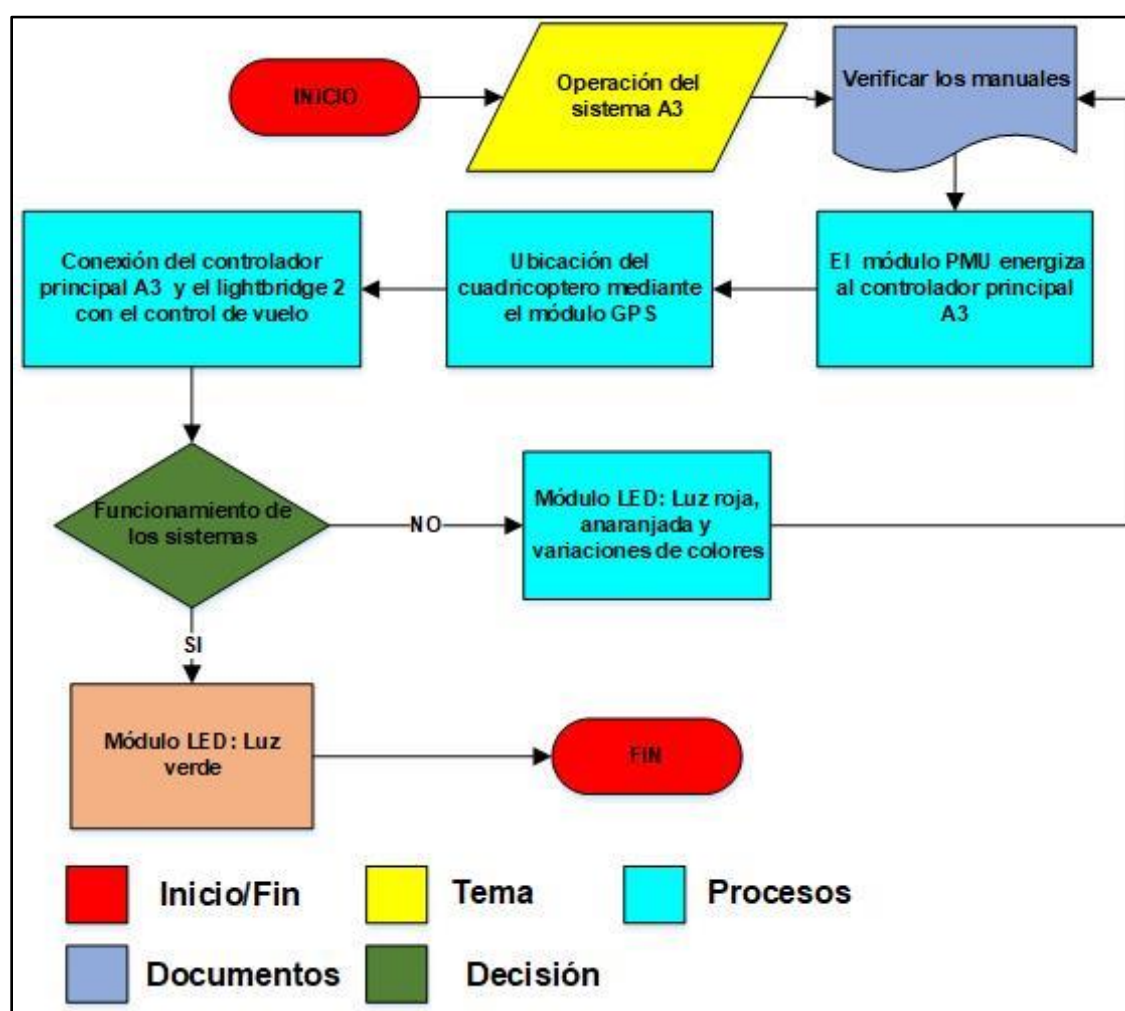 INICIO
Operación del
sistema A3
Verificar los manuales
El módulo PMU energiza
al controlador principal
A3
Ubicación del
cuadricoptero mediante
el módulo GPS
Conexión del controlador
principal A3 y el lightbridge 2
con el control de vuelo
Funcionamiento de
los sistemas
NO
Módulo LED: Luz roja,
anaranjada y
variaciones de colores
SI
Módulo LED: Luz
verde
FIN
Inicio/Fin
Tema
Procesos
Documentos
Decisión